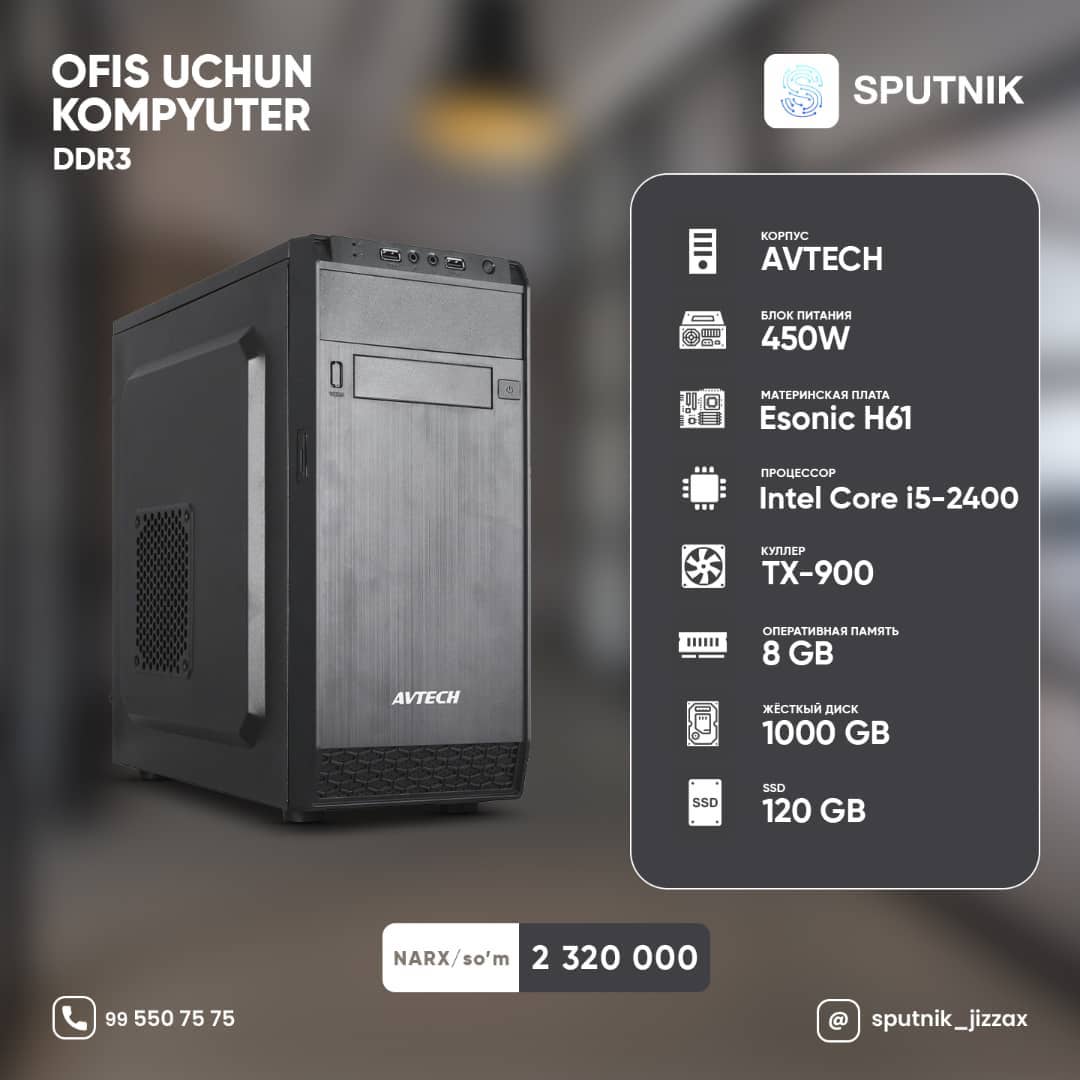 OFIS UCHUN
KOMPYUTER
DDR3
SPUTNIK
КОРПУС
AVTECH
БЛОК ПИТАНИЯ
450W
МАТЕРИНСКАЯ ПЛАТА
Esonic H61
ПРОЦЕССОР
Intel Core i5-2400
КУЛЛЕР
TX-900
ОПЕРАТИВНАЯ ПАМЯТЬ
8 GB
ЖЁСТКЫЙ ДИСК
1000 GB
SSD
SSD
120 GB
AVTECH
NARX/so’m 2 320 000
99 550 75 75
@ sputnik_jizzax